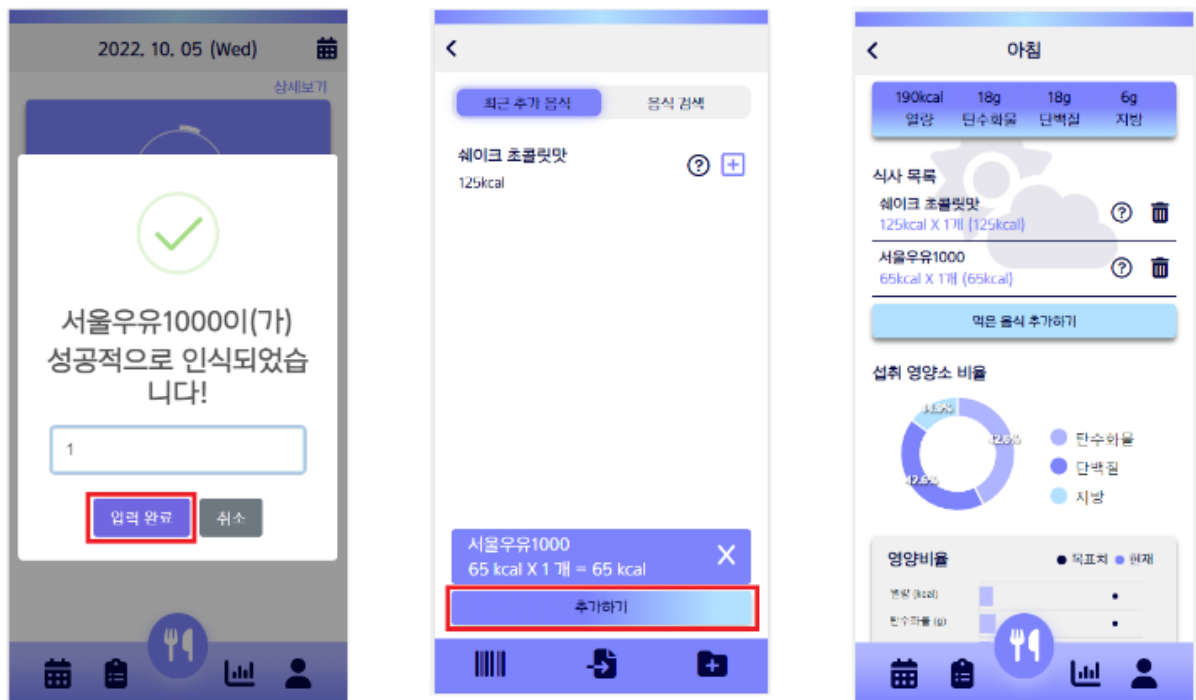 2022. 10. 05 (Wed)
상세보기
서울우유1000이(가)
성공적으로 인식되었습
니다!
1
입력 완료
취소
최근 추가 음식
음식 검색
쉐이크 초콜릿맛
125kcal
서울우유1000
65 kcal X 1 개 = 65 kcal
추가하기
아침
190kcal 18g 18g 6g
열량 탄수화물 단백질 지방
식사 목록
쉐이크 초콜릿맛
125kcal X 1개 (125kcal)
서울우유1000
65kcal X 1개 (65kcal)
먹은 음식 추가하기
섭취 영양소 비율
42.6%
42.6%
탄수화물
단백질
지방
영양비율
목표치 현재
열량 (kcal)
탄수화물 (g)